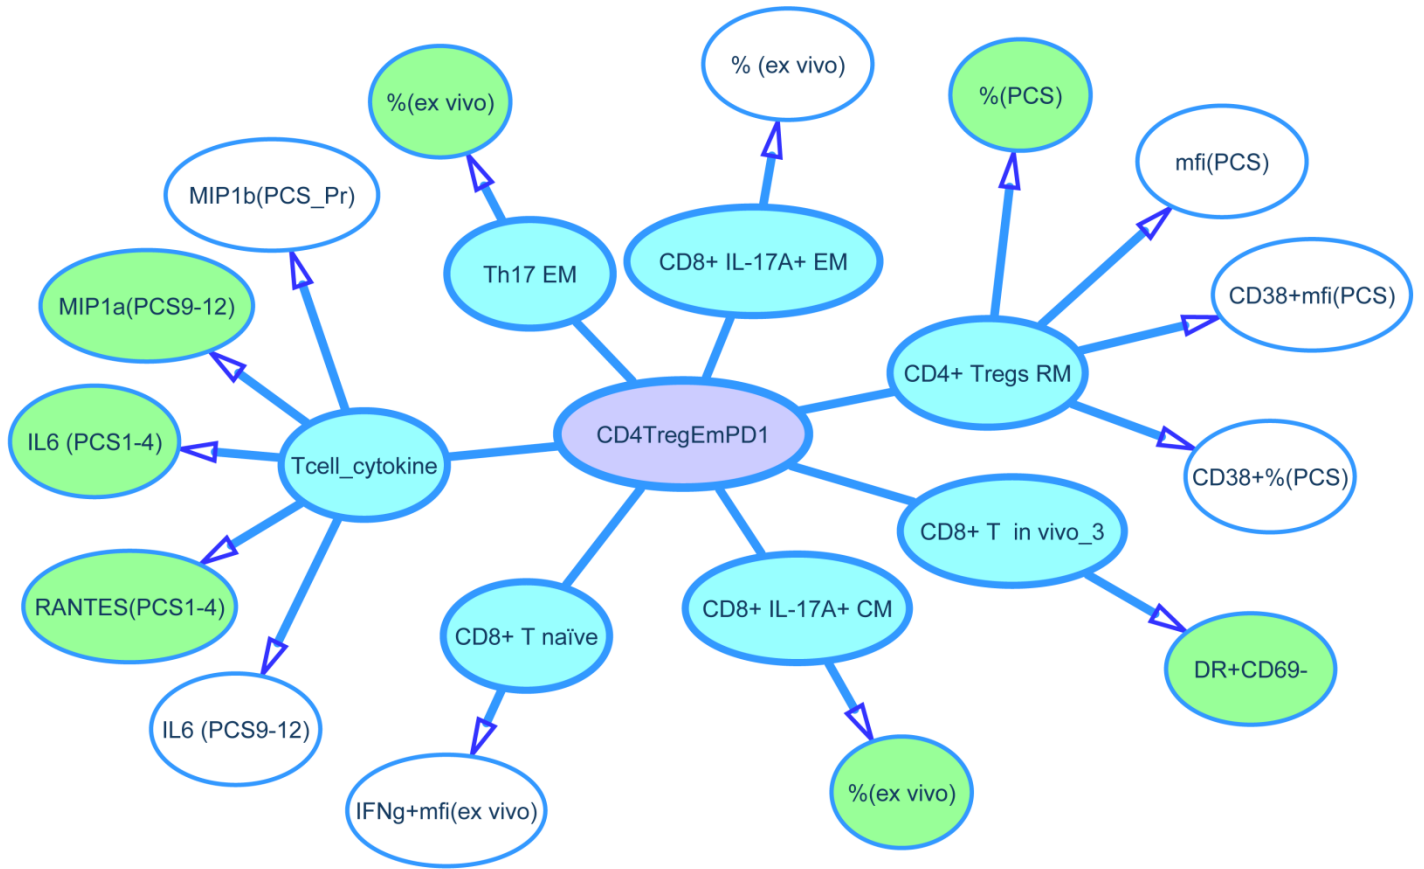 % (ex vivo)
%(PCS)
%(ex vivo)
mfi(PCS)
MIP1b(PCS_Pr)
CD8+ IL-17A+ EM
Th17 EM
CD38+mfi(PCS)
MIP1a(PCS9-12)
CD4+ Tregs RM
CD4TregEmPD1
IL6 (PCS1-4)
Tcell_cytokine
CD38+%(PCS)
CD8+ T  in vivo_3
RANTES(PCS1-4)
CD8+ IL-17A+ CM
CD8+ T naïve
DR+CD69-
IL6 (PCS9-12)
%(ex vivo)
IFNg+mfi(ex vivo)